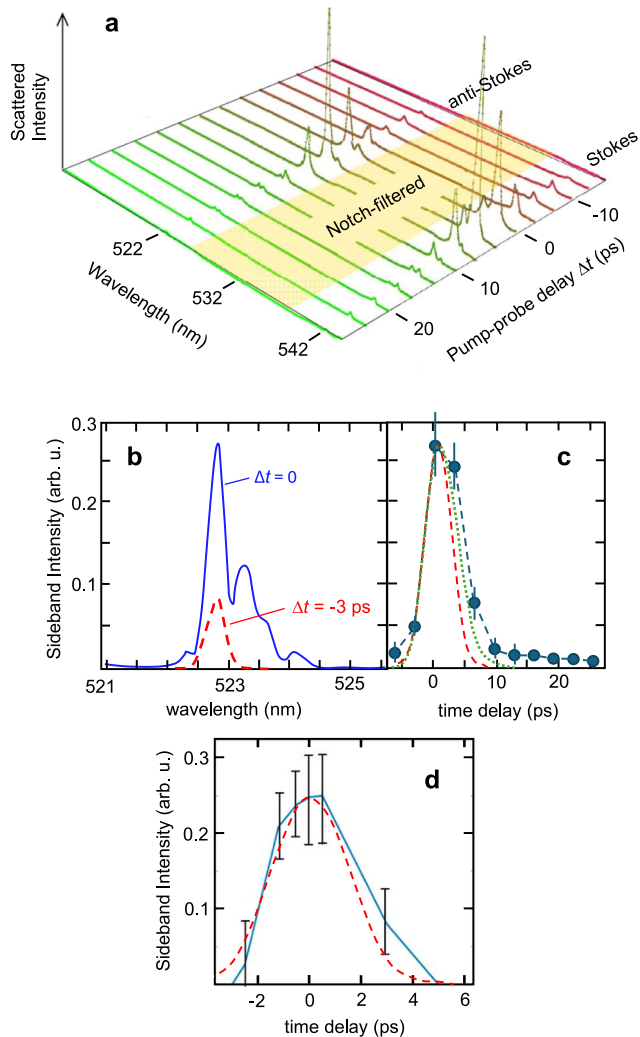 a
Scattered
Intensity
anti-Stokes
Stokes
Notch-filtered
-10
0
10
20
Pump-probe delay Δt (ps)
522
532
542
Wavelength (nm)
b
Sideband Intensity (arb. u.)
0.3
0.2
0.1
Δt = 0
Δt = -3 ps
521 523 525
wavelength (nm)
c
0 10 20
time delay (ps)
d
Sideband Intensity (arb. u.)
0.3
0.2
0.1
-2 0 2 4 6
time delay (ps)